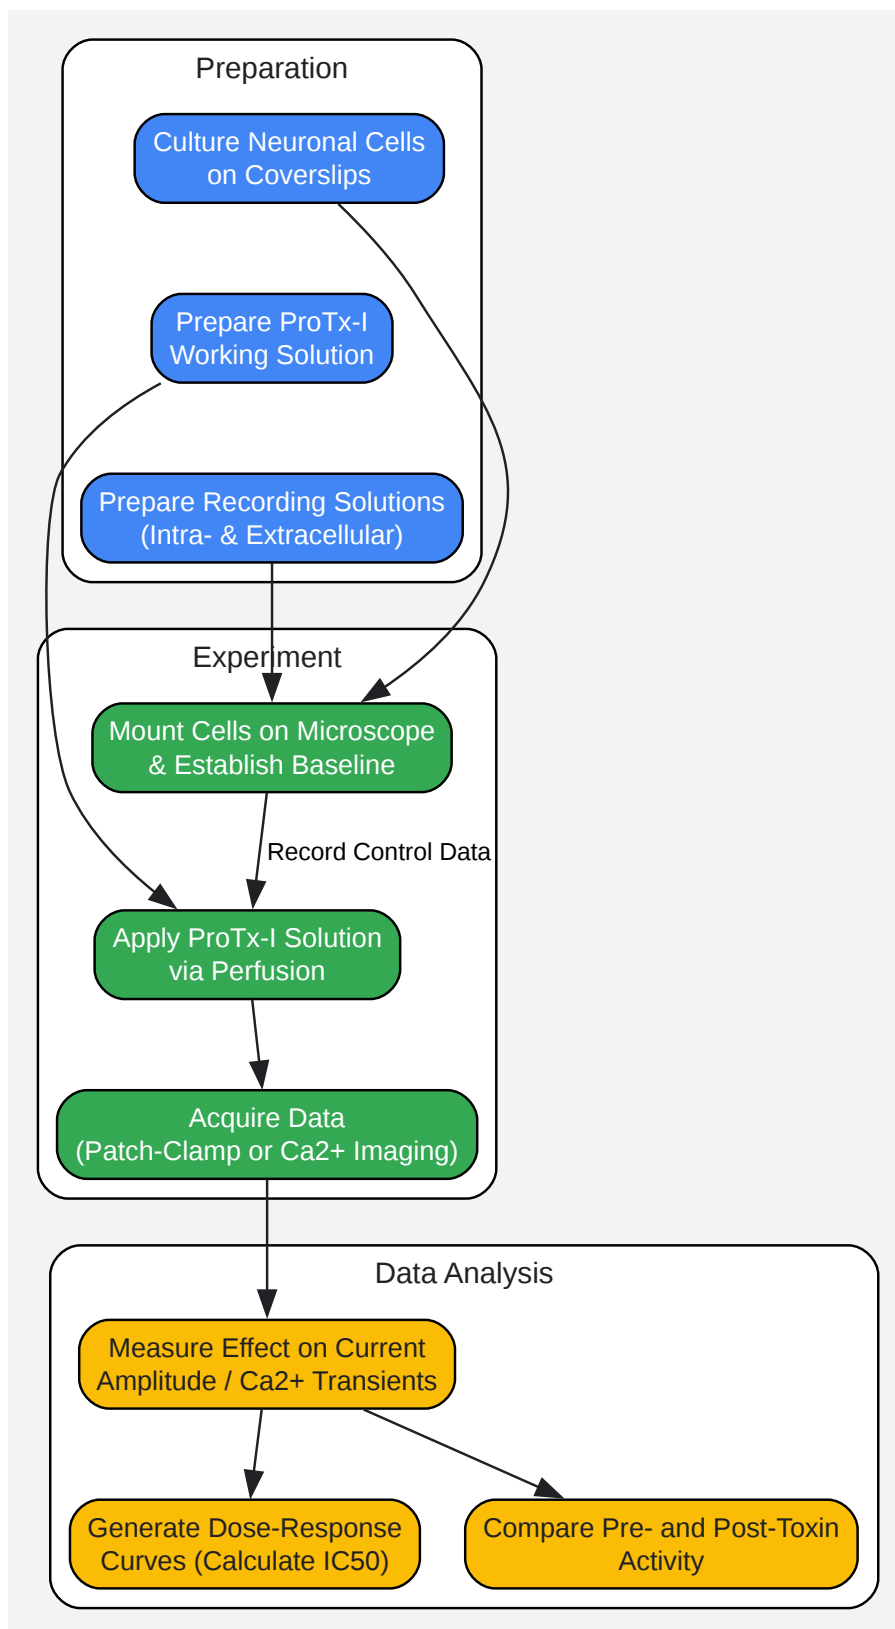 Preparation
Culture Neuronal Cells
on Coverslips
Prepare ProTx-I
Working Solution
Prepare Recording Solutions
(Intra- & Extracellular)
Experiment
Mount Cells on Microscope
& Establish Baseline
Record Control Data
Apply ProTx-I Solution
via Perfusion
Acquire Data
(Patch-Clamp or Ca2+ Imaging)
Data Analysis
Measure Effect on Current
Amplitude / Ca2+ Transients
Generate Dose-Response
Curves (Calculate IC50)
Compare Pre- and Post-Toxin
Activity